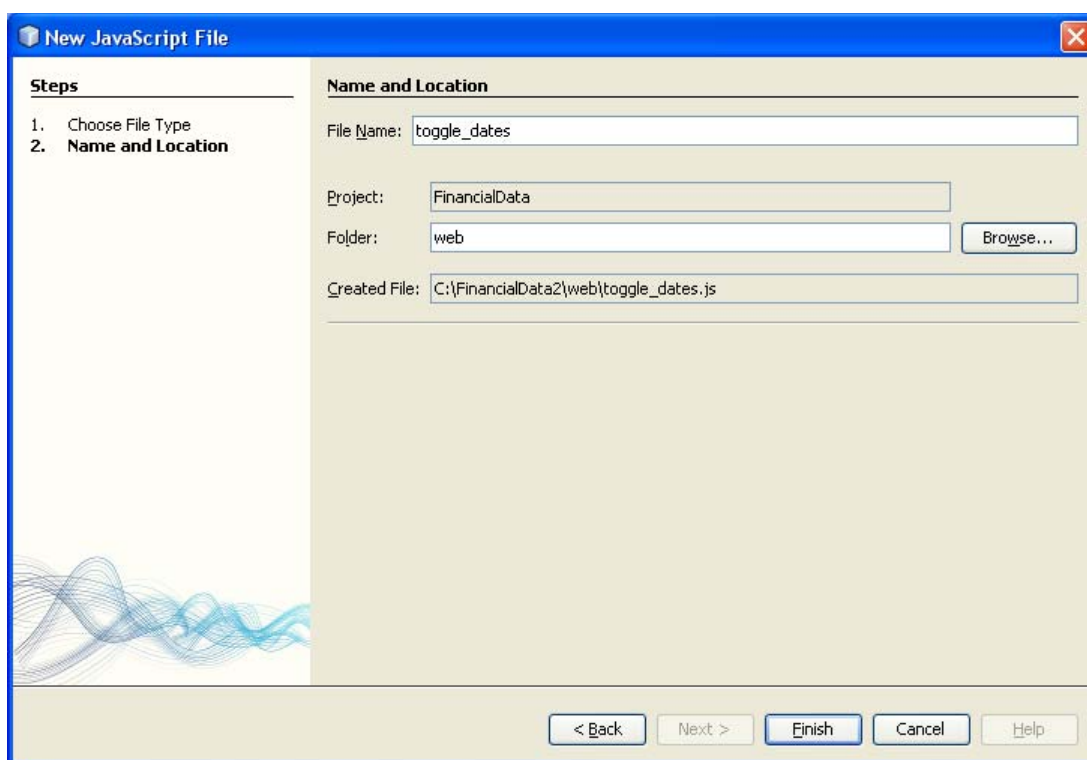 New JavaScript File
Steps
1. Choose File Type
2. Name and Location
Name and Location
File Name: toggle_dates
Project: FinancialData
Folder: web Browse...
Created File: C:\FinancialData2\web\toggle_dates.js
< Back Next > Finish Cancel Help